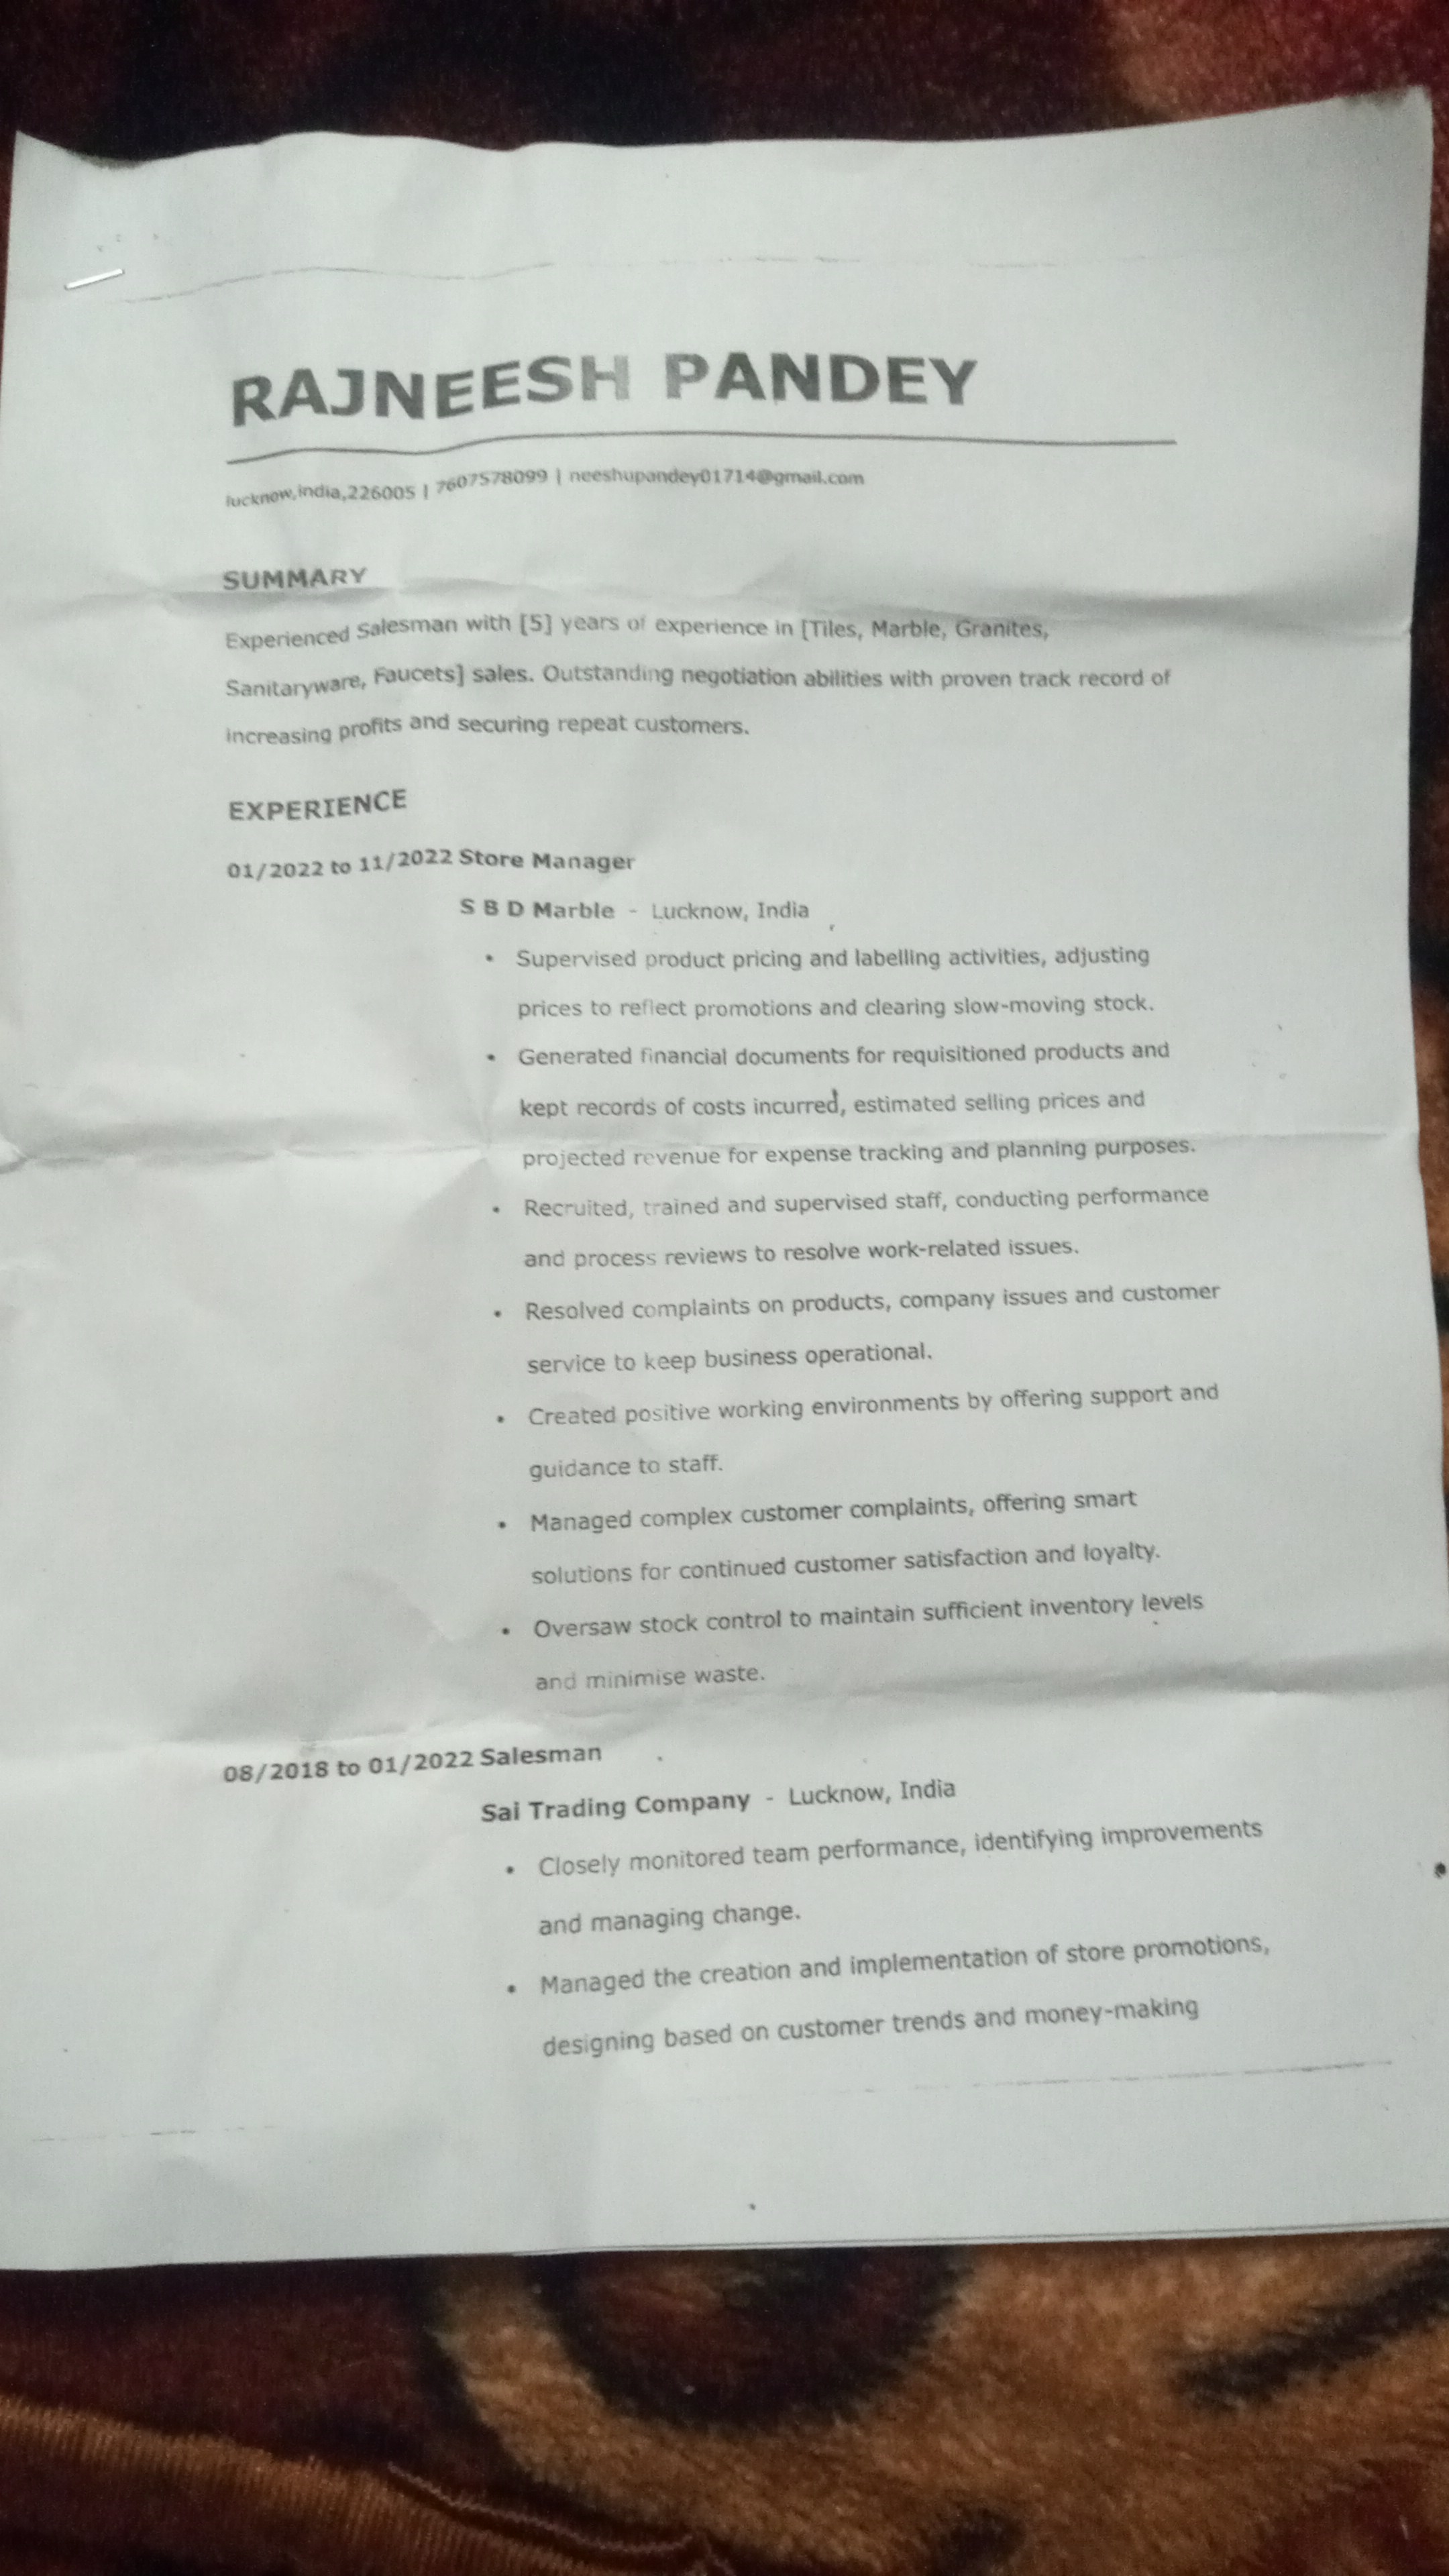 RAJNEESH PANDEY
lucknow,india,226005 | 7607578099 | neeshupandey01714@gmail.com
SUMMARY
Experienced Salesman with [5] years of experience in [Tiles, Marble, Granites,
Sanitaryware, Faucets] sales. Outstanding negotiation abilities with proven track record of
increasing profits and securing repeat customers.
EXPERIENCE
01/2022 to 11/2022 Store Manager
S B D Marble - Lucknow, India
• Supervised product pricing and labelling activities, adjusting
prices to reflect promotions and clearing slow-moving stock.
• Generated financial documents for requisitioned products and
kept records of costs incurred, estimated selling prices and
projected revenue for expense tracking and planning purposes.
• Recruited, trained and supervised staff, conducting performance
and process reviews to resolve work-related issues.
• Resolved complaints on products, company issues and customer
service to keep business operational.
• Created positive working environments by offering support and
guidance to staff.
• Managed complex customer complaints, offering smart
solutions for continued customer satisfaction and loyalty.
• Oversaw stock control to maintain sufficient inventory levels
and minimise waste.
08/2018 to 01/2022 Salesman
Sai Trading Company - Lucknow, India
• Closely monitored team performance, identifying improvements
and managing change.
• Managed the creation and implementation of store promotions,
designing based on customer trends and money-making